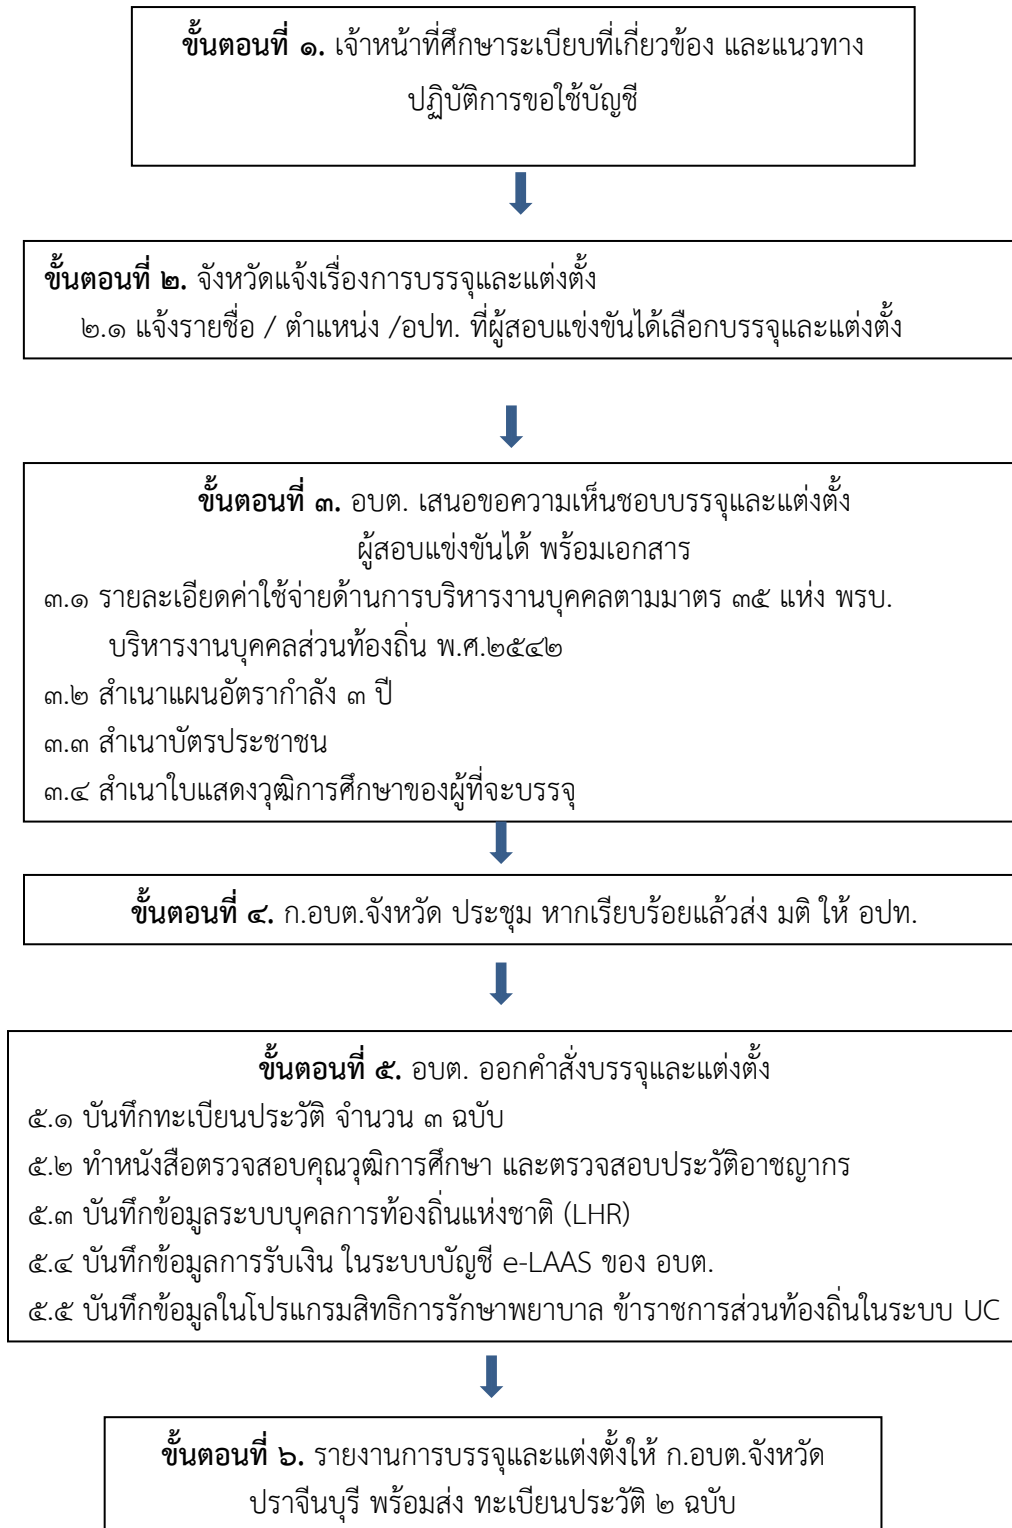 ขั้นตอนที่ ๑. เจ้าหน้าที่ศึกษาระเบียบที่เกี่ยวข้อง และแนวทาง
ปฏิบัติการขอใช้บัญชี
ขั้นตอนที่ ๒. จังหวัดแจ้งเรื่องการบรรจุและแต่งตั้ง
๒.๑ แจ้งรายชื่อ / ตำแหน่ง /อปท. ที่ผู้สอบแข่งขันได้เลือกบรรจุและแต่งตั้ง
ขั้นตอนที่ ๓. อบต. เสนอขอความเห็นชอบบรรจุและแต่งตั้ง
ผู้สอบแข่งขันได้ พร้อมเอกสาร
๓.๑ รายละเอียดค่าใช้จ่ายด้านการบริหารงานบุคคลตามมาตร ๓๕ แห่ง พรบ.
บริหารงานบุคคลส่วนท้องถิ่น พ.ศ.๒๕๔๒
๓.๒ สำเนาแผนอัตรากำลัง ๓ ปี
๓.๓ สำเนาบัตรประชาชน
๓.๔ สำเนาใบแสดงวุฒิการศึกษาของผู้ที่จะบรรจุ
ขั้นตอนที่ ๔. ก.อบต.จังหวัด ประชุม หากเรียบร้อยแล้วส่ง มติ ให้ อปท.
ขั้นตอนที่ ๕. อบต. ออกคำสั่งบรรจุและแต่งตั้ง
๕.๑ บันทึกทะเบียนประวัติ จำนวน ๓ ฉบับ
๕.๒ ทำหนังสือตรวจสอบคุณวุฒิการศึกษา และตรวจสอบประวัติอาชญากร
๕.๓ บันทึกข้อมูลระบบบุคลการท้องถิ่นแห่งชาติ (LHR)
๕.๔ บันทึกข้อมูลการรับเงิน ในระบบบัญชี e-LAAS ของ อบต.
๕.๕ บันทึกข้อมูลในโปรแกรมสิทธิการรักษาพยาบาล ข้าราชการส่วนท้องถิ่นในระบบ UC
ขั้นตอนที่ ๖. รายงานการบรรจุและแต่งตั้งให้ ก.อบต.จังหวัด
ปราจีนบุรี พร้อมส่ง ทะเบียนประวัติ ๒ ฉบับ